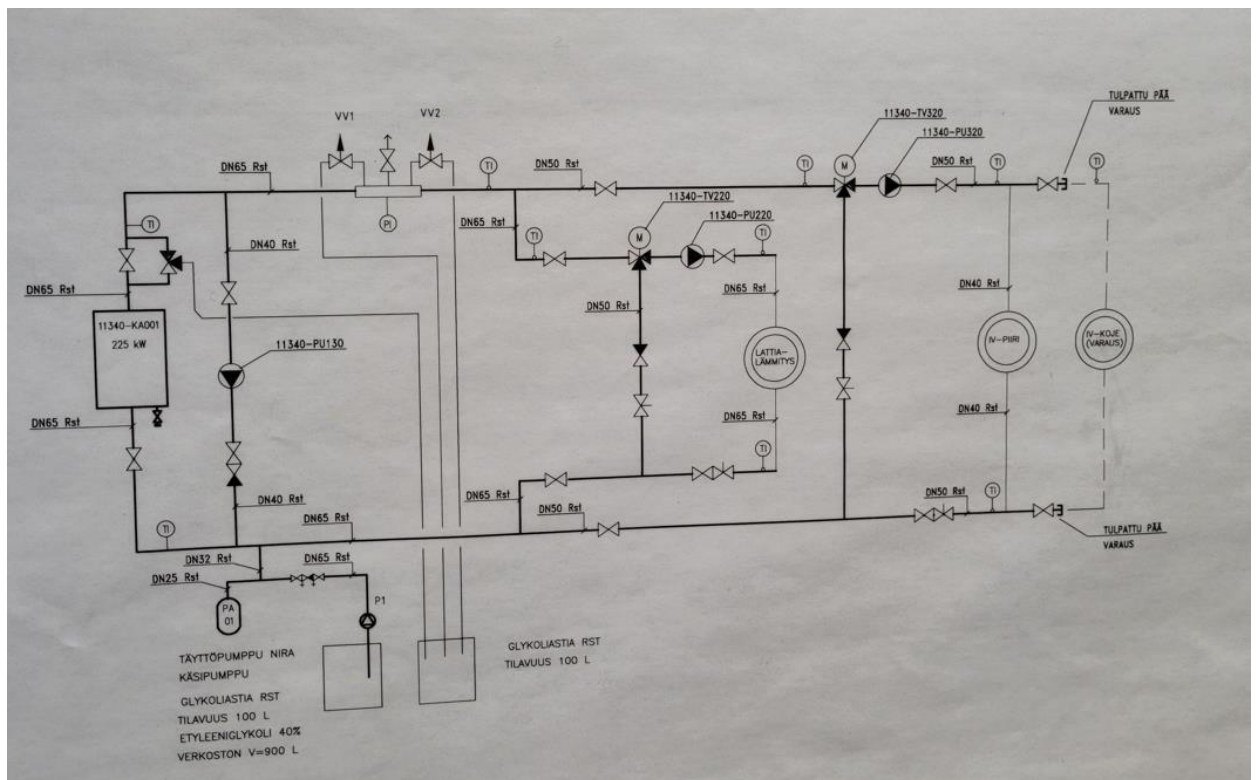 VV1
VV2
DN65 Rst
TI
DN50 Rst
TI
11340-TV320
M
11340-PU320
DN50 Rst
TI
TULPATTU PÄÄ
VARAUS
TI
TI
PI
DN65 Rst
TI
11340-TV220
M
11340-PU220
TI
DN40 Rst
DN65 Rst
DN50 Rst
DN65 Rst
DN40 Rst
11340-KA001
225 kW
11340-PU130
LATTIA-
LÄMMITYS
IV-PIIRI
IV-KOJE
(VARAUS)
DN65 Rst
DN65 Rst
DN40 Rst
TI
DN40 Rst
DN65 Rst
DN65 Rst
DN50 Rst
DN50 Rst
TI
TULPATTU PÄÄ
VARAUS
TI
DN32 Rst
DN65 Rst
DN25 Rst
PA
01
P1
TÄYTTÖPUMPPU NIRA
KÄSIPUMPPU
GLYKOLIASTIA RST
TILAVUUS 100 L
ETYLEENIGLYKOLI 40%
VERKOSTON V=900 L
GLYKOLIASTIA RST
TILAVUUS 100 L